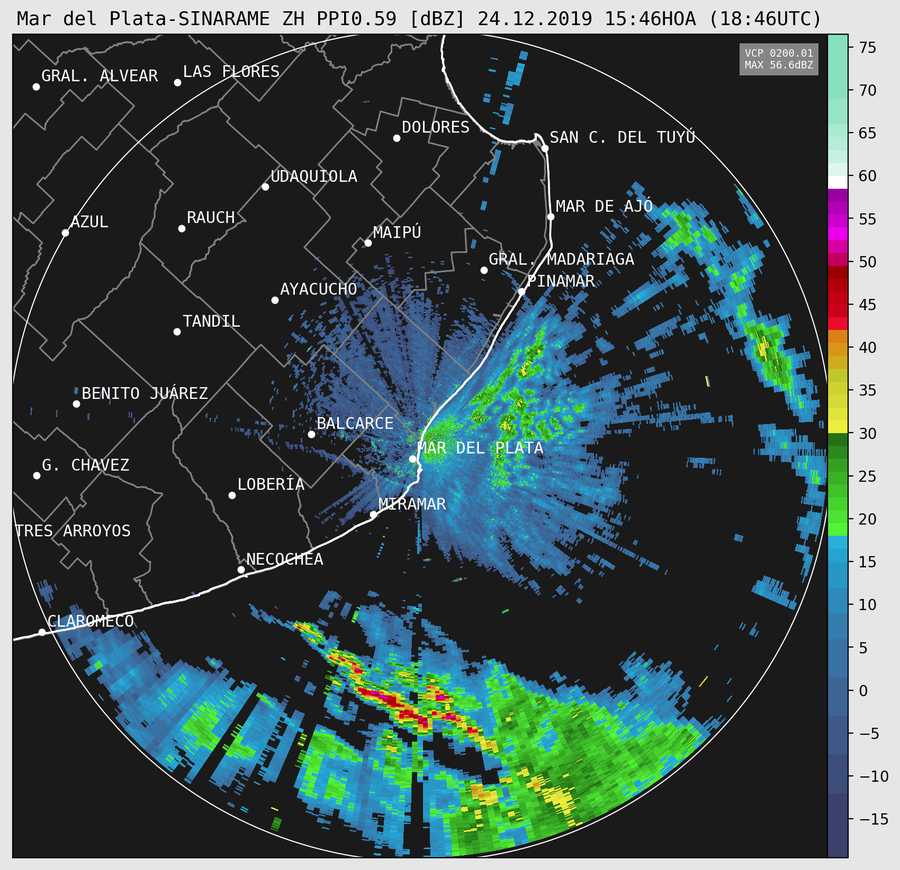 Mar del Plata-SINARAME ZH PPI0.59 [dBZ] 24.12.2019 15:46HOA (18:46UTC)
VCP 0200.01
MAX 56.6dBZ
GRAL. ALVEAR
LAS FLORES
DOLORES
SAN C. DEL TUYÚ
UDAQUIOLA
MAR DE AJÓ
AZUL
RAUCH
MAIPÚ
GRAL. MADARIAGA
PINAMAR
AYACUCHO
TANDIL
BENITO JUÁREZ
BALCARCE
MAR DEL PLATA
G. CHAVEZ
LOBERÍA
MIRAMAR
TRES ARROYOS
NECOCHEA
CLAROMECO
75
70
65
60
55
50
45
40
35
30
25
20
15
10
5
0
−5
−10
−15